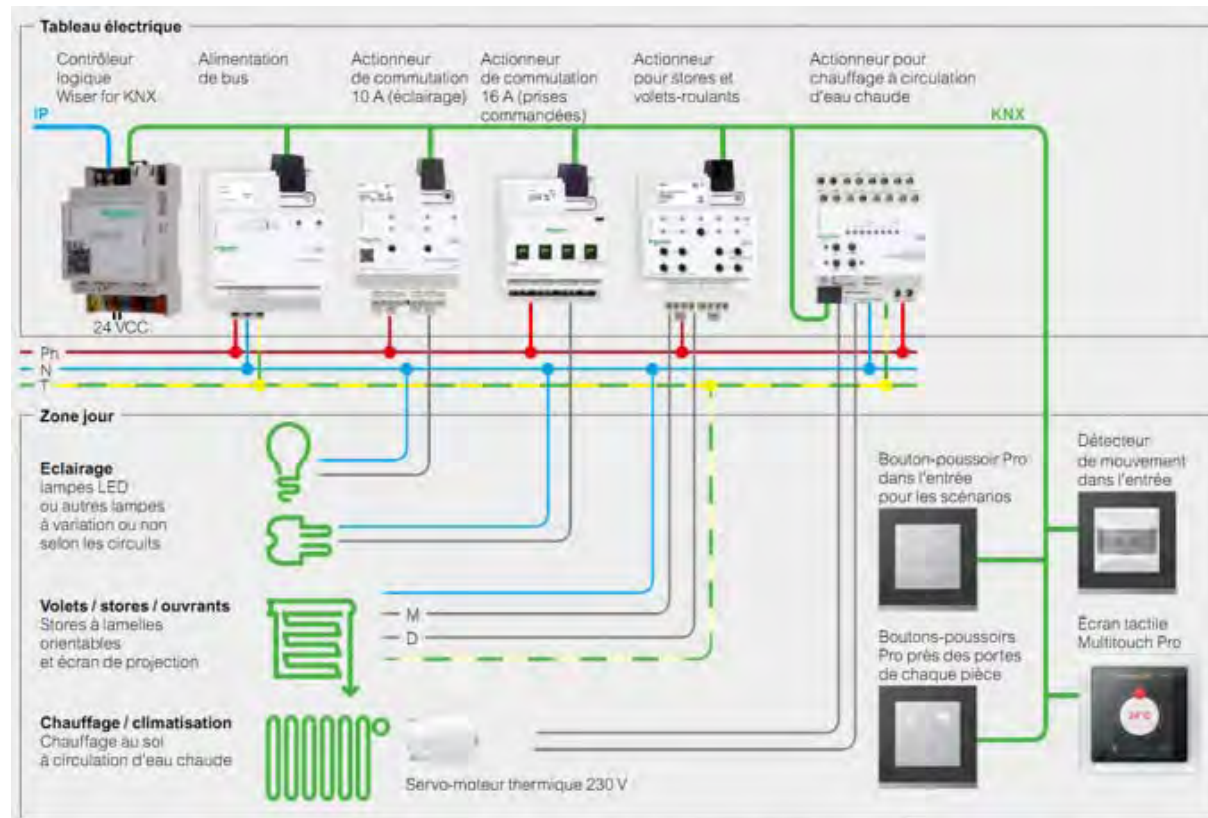 Tableau électrique
Contrôleur
logique
Wiser for KNX
Alimentation
de bus
Actionneur
de commutation
10 A (éclairage)
Actionneur
de commutation
16 A (prises
commandées)
Actionneur
pour stores et
volets-roulants
Actionneur pour
chauffage à circulation
d'eau chaude
IP
KNX
24 VCC
Ph
N
T
Zone jour
Eclairage
lampes LED
ou autres lampes
à variation ou non
selon les circuits
Volets / stores / ouvrants
Stores à lamelles
orientables
et écran de projection
M
D
Chauffage / climatisation
Chauffage au sol
à circulation d'eau chaude
Servo-moteur thermique 230 V
Bouton-poussoir Pro
dans l'entrée
pour les scénarios
Détecteur
de mouvement
dans l'entrée
Boutons-poussoirs
Pro près des portes
de chaque pièce
Écran tactile
Multitouch Pro
24°C